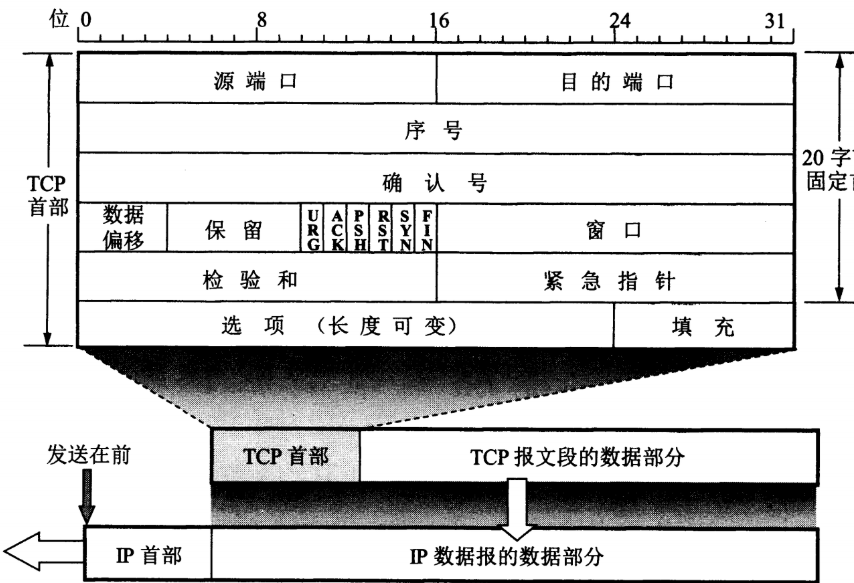 位 0 8 16 24 31
源端口 目的端口
序号
确认号
TCP
首部
20 字
固定
数据
偏移
保留
URG ACK PSH RST SYN FIN
窗口
检验和 紧急指针
选项 (长度可变) 填充
发送在前
TCP 首部 TCP 报文段的数据部分
IP 首部 IP 数据报的数据部分